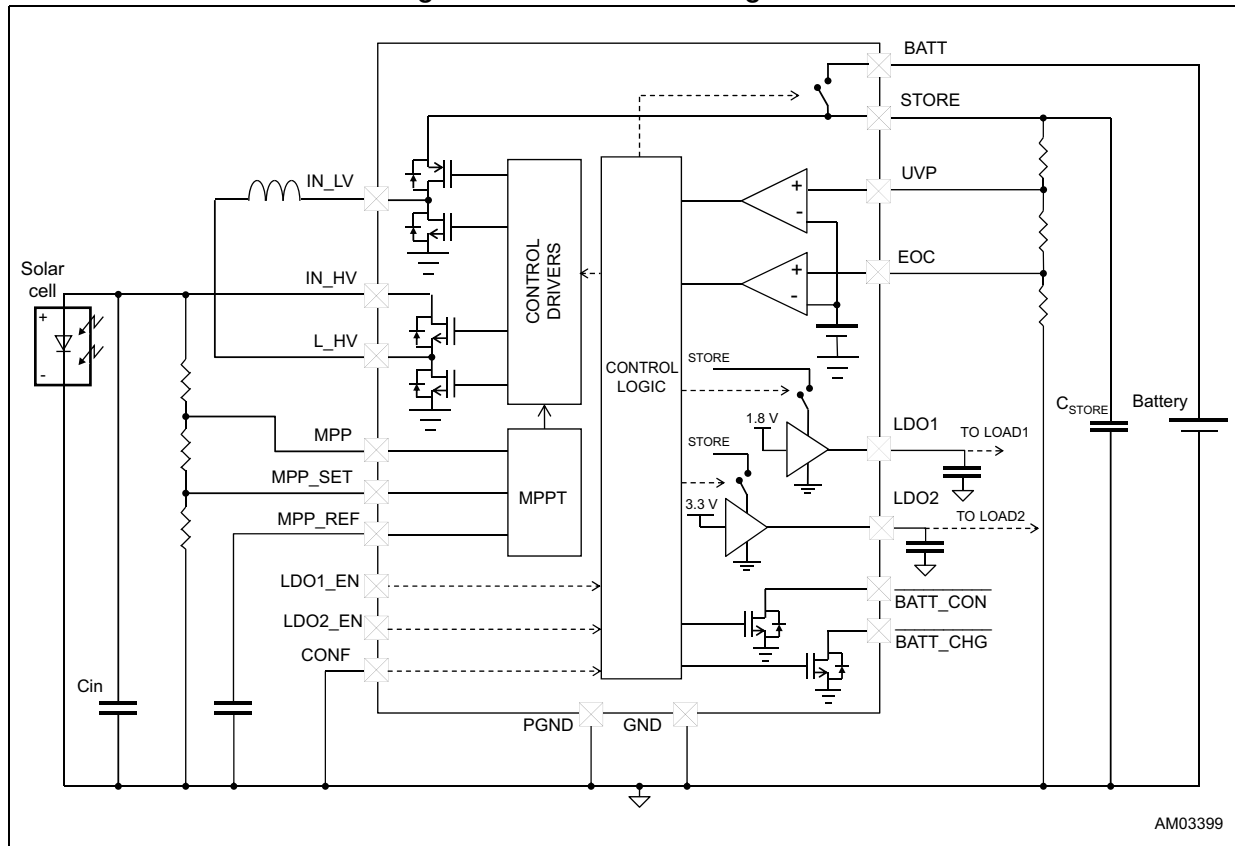 BATT
STORE
IN_LV
UVP
CONTROL
DRIVERS
Solar
cell
EOC
IN_HV
+
-
+
-
+
-
L_HV
CONTROL
LOGIC
STORE
C_STORE
Battery
1.8 V
LDO1
TO LOAD1
MPP
STORE
MPP_SET
MPPT
LDO2
3.3 V
TO LOAD2
MPP_REF
LDO1_EN
BATT_CON
LDO2_EN
BATT_CHG
CONF
Cin
PGND
GND
AM03399